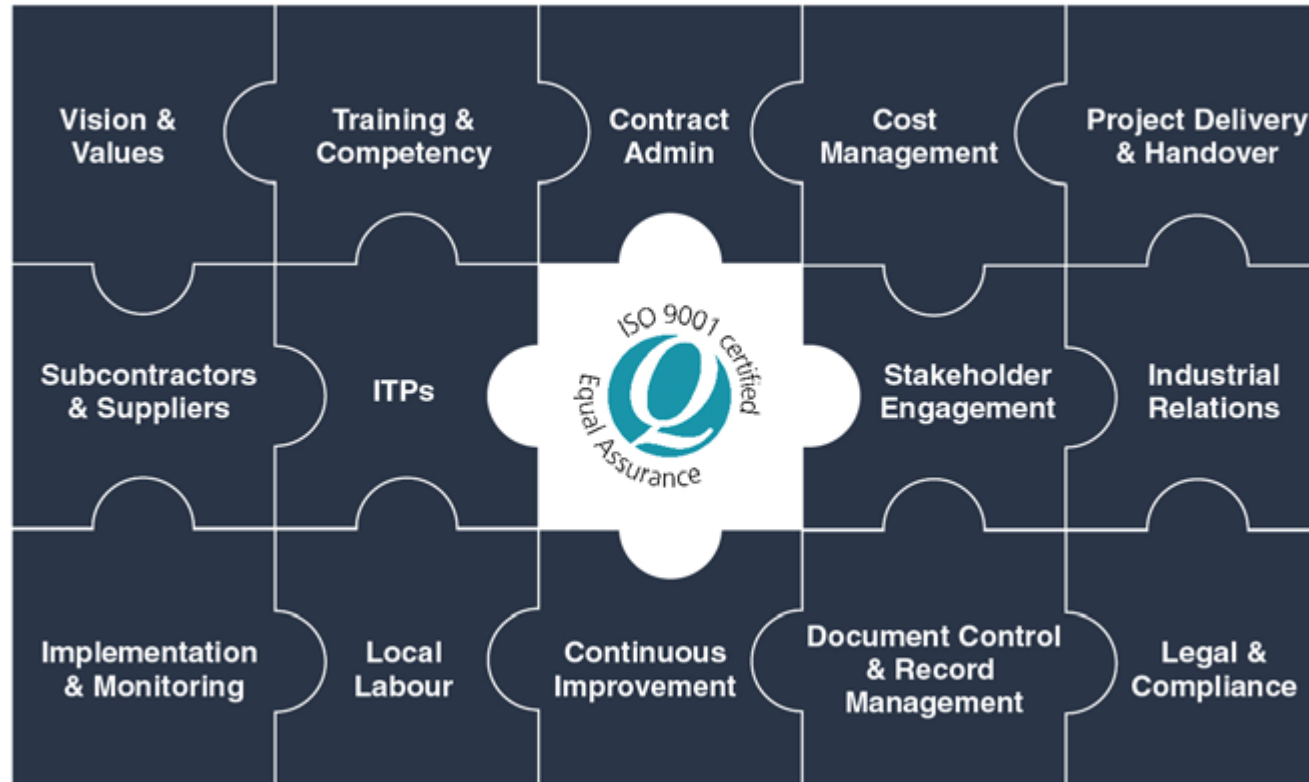 Vision &
Values
Training &
Competency
Contract
Admin
Cost
Management
Project Delivery
& Handover
Subcontractors
& Suppliers
ITPs
ISO 9001 certified
Q
Equal Assurance
Stakeholder
Engagement
Industrial
Relations
Implementation
& Monitoring
Local
Labour
Continuous
Improvement
Document Control
& Record
Management
Legal &
Compliance